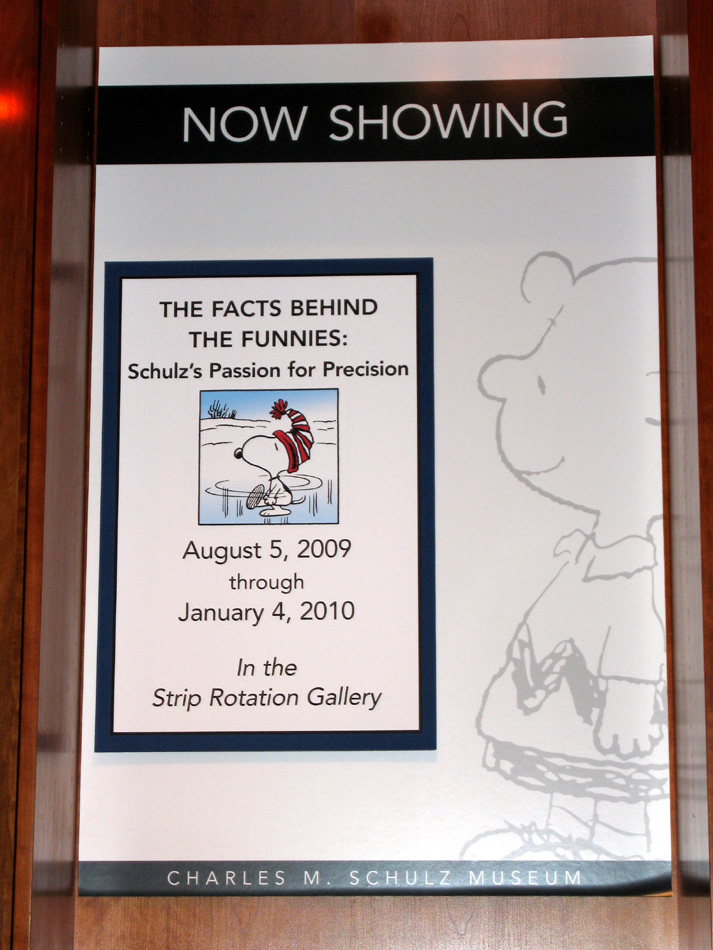 NOW SHOWING
THE FACTS BEHIND
THE FUNNIES:
Schulz's Passion for Precision
August 5, 2009
through
January 4, 2010
In the
Strip Rotation Gallery
CHARLES M. SCHULZ MUSEUM